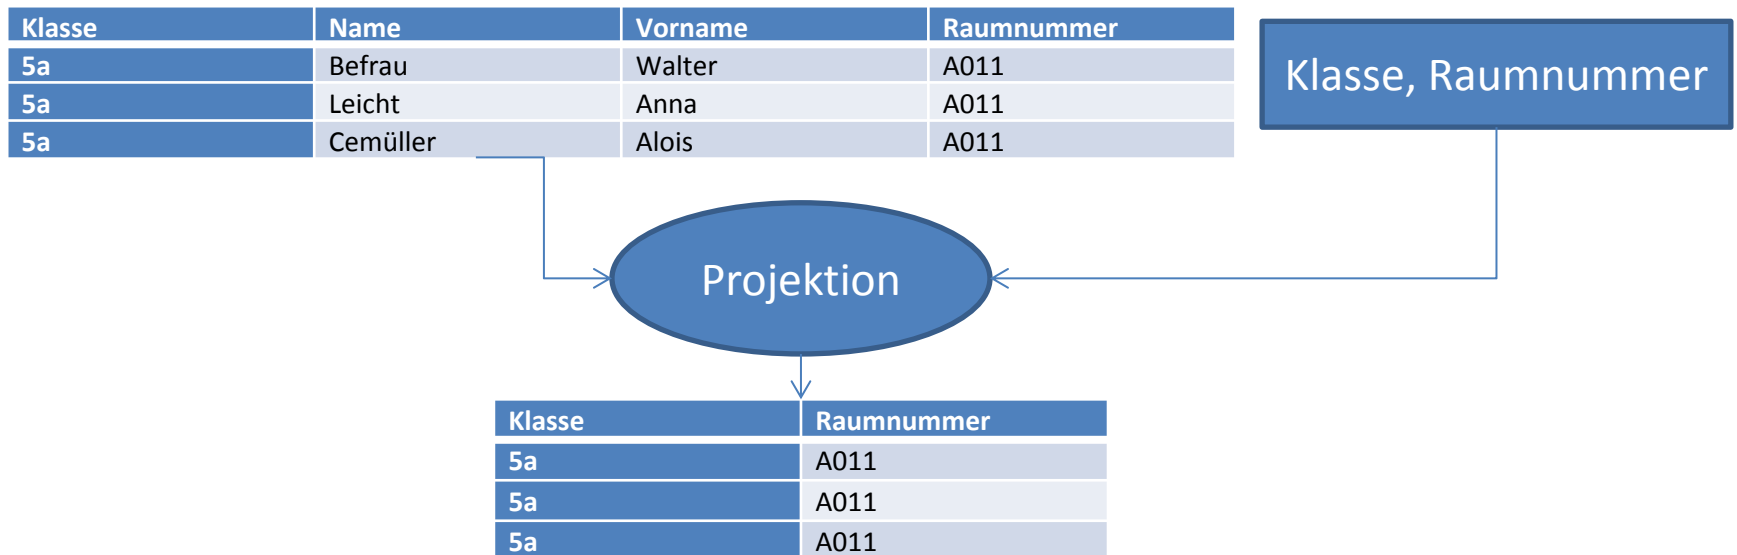 Klasse Name Vorname Raumnummer
5a Befrau Walter A011
5a Leicht Anna A011
5a Cemüller Alois A011
Klasse, Raumnummer
Projektion
Klasse Raumnummer
5a A011
5a A011
5a A011